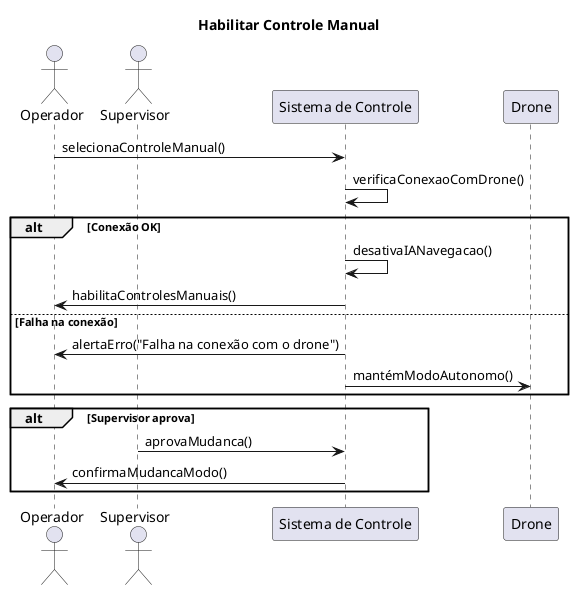 Habilitar Controle Manual
Operador
Supervisor
Sistema de Controle
Drone
selecionaControleManual()
verificaConexaoComDrone()
alt
[Conexão OK]
desativaIANavegacao()
habilitaControlesManuais()
[Falha na conexão]
alertaErro("Falha na conexão com o drone")
mantémModoAutonomo()
alt
[Supervisor aprova]
aprovaMudanca()
confirmaMudancaModo()
Operador
Supervisor
Sistema de Controle
Drone